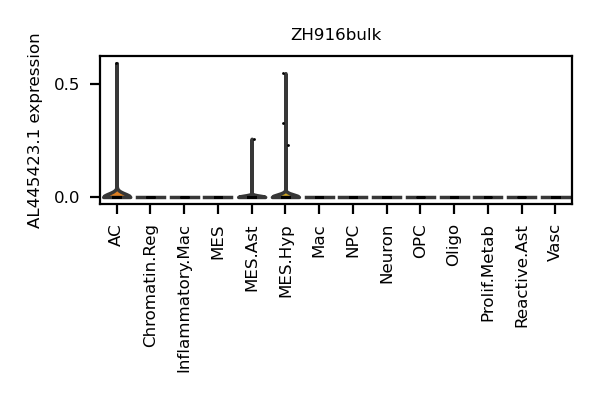 ZH916bulk
AL445423.1 expression
0.5
0.0
AC
Chromatin.Reg
Inflammatory.Mac
MES
MES.Ast
MES.Hyp
Mac
NPC
Neuron
OPC
Oligo
Prolif.Metab
Reactive.Ast
Vasc